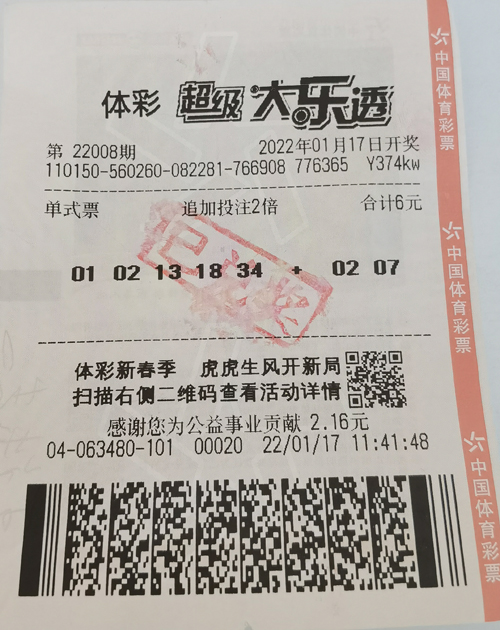 体彩 超级大乐透
第 22008期 2022年01月17日开奖
110150-560260-082281-766908 776365 Y374kw
单式票 追加投注2倍 合计6元
01 02 13 18 34 + 02 07
体彩新春季 虎虎生风开新局
扫描右侧二维码查看活动详情
感谢您为公益事业贡献 2.16元
04-063480-101 00020 22/01/17 11:41:48
中国体育彩票
中国体育彩票
中国体育彩票